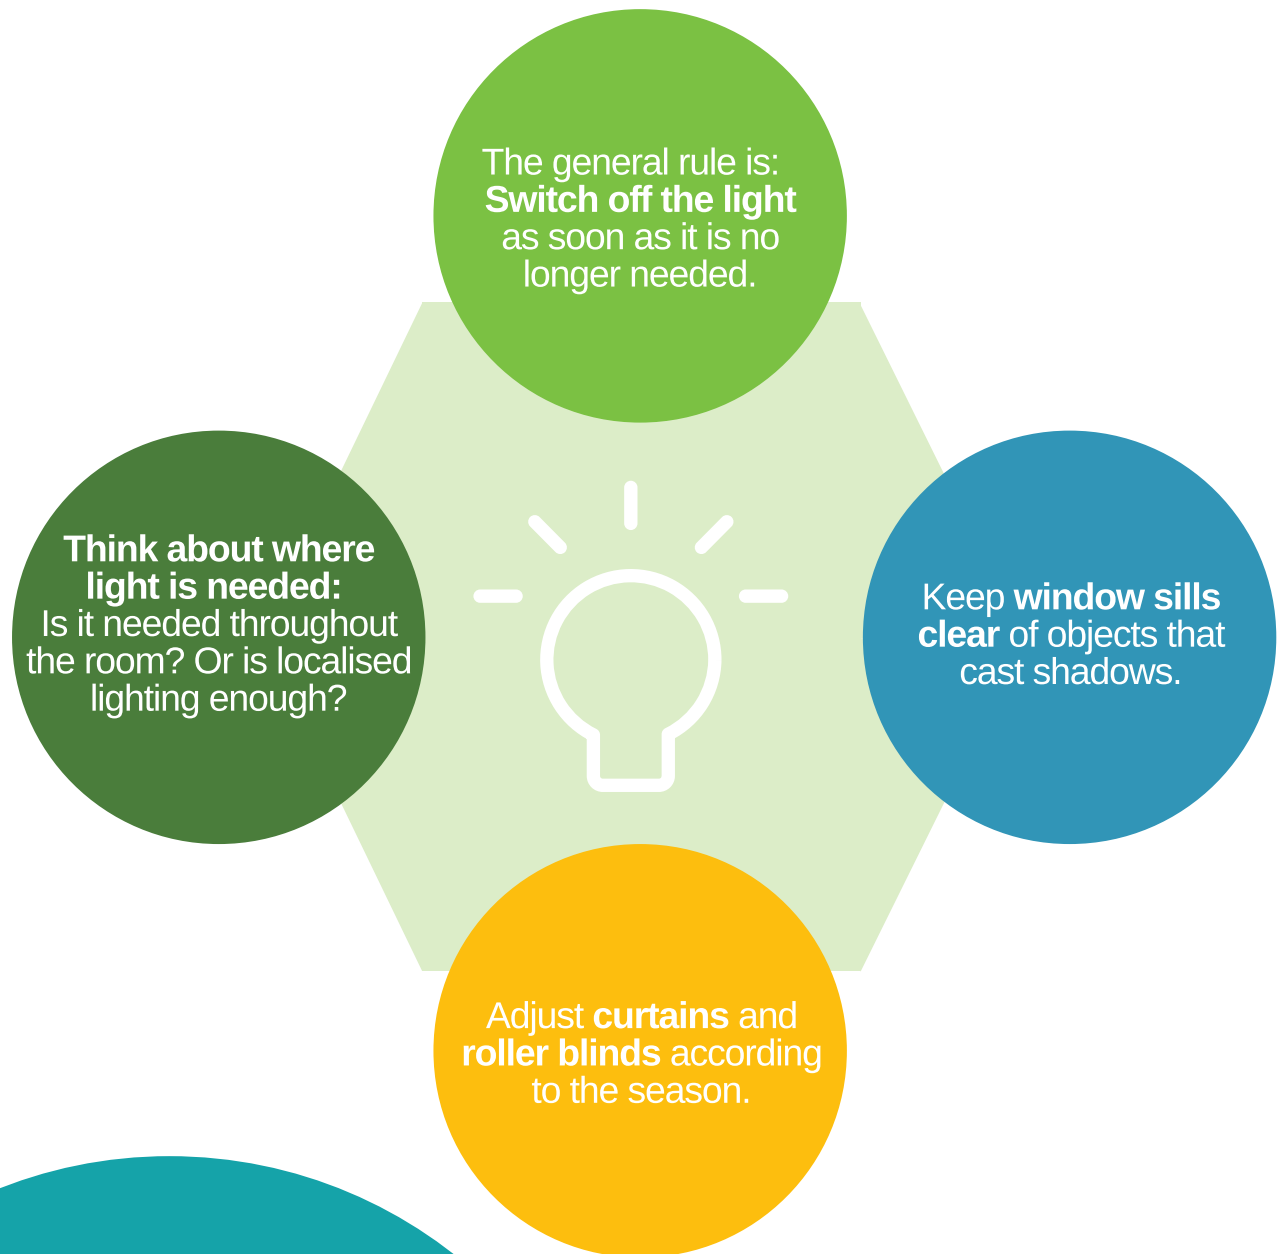 The general rule is:
Switch off the light
as soon as it is no
longer needed.
Think about where
light is needed:
Is it needed throughout
the room? Or is localised
lighting enough?
Keep window sills
clear of objects that
cast shadows.
Adjust curtains and
roller blinds according
to the season.